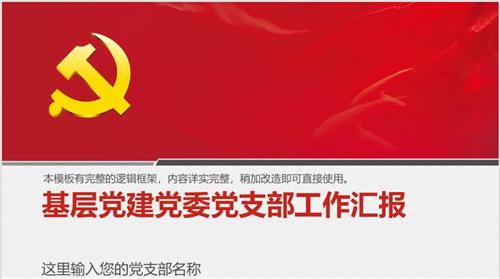 本模板有完整的逻辑框架，内容详实完整，稍加改造即可直接使用。
基层党建党委党支部工作汇报
这里输入您的党支部名称